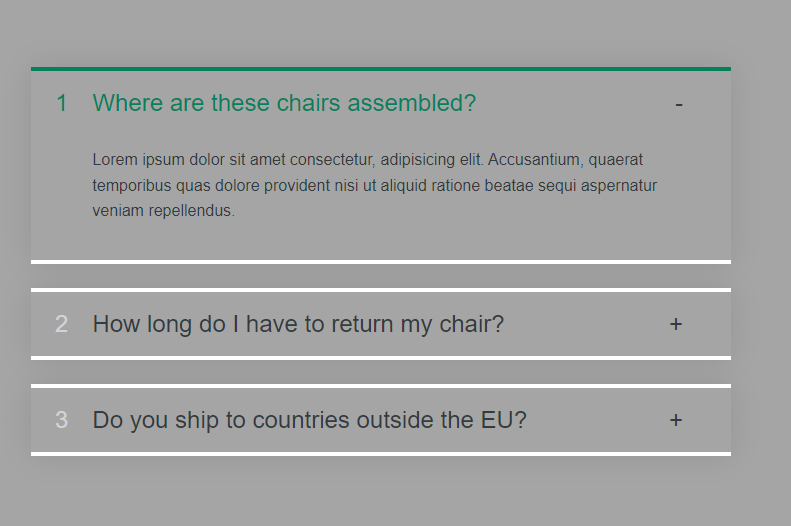 1 Where are these chairs assembled? -
Lorem ipsum dolor sit amet consectetur, adipisicing elit. Accusantium, quaerat
temporibus quas dolore provident nisi ut aliquid ratione beatae sequi aspernatur
veniam repellendus.
2 How long do I have to return my chair? +
3 Do you ship to countries outside the EU? +